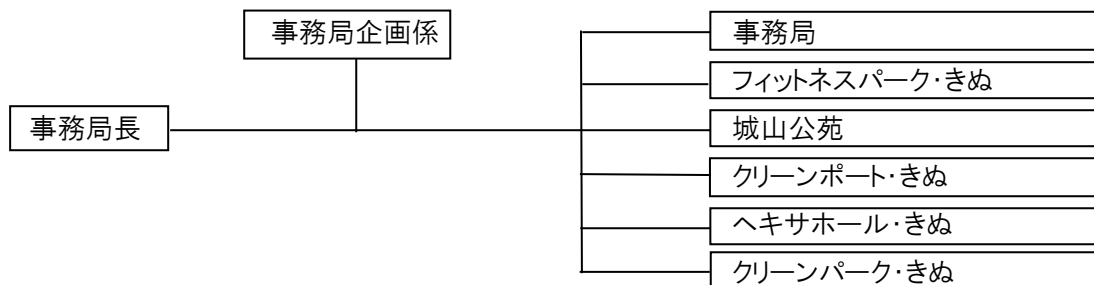 事務局企画係
事務局長
事務局
フィットネスパーク・きぬ
城山公苑
クリーンポート・きぬ
ヘキサホール・きぬ
クリーンパーク・きぬ